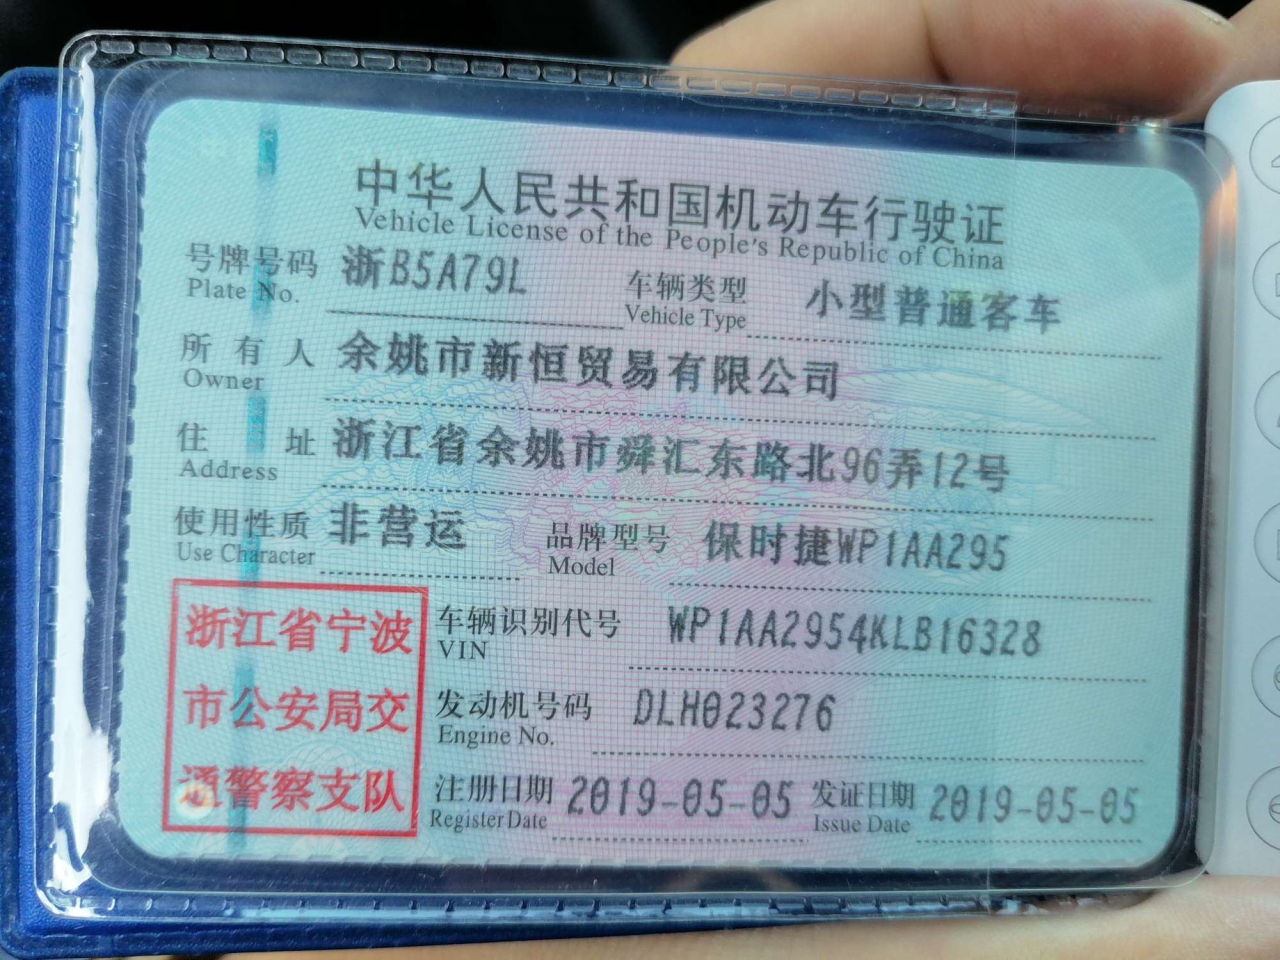 中华人民共和国机动车行驶证
Vehicle License of the People's Republic of China
号牌号码 浙B5A79L 车辆类型 小型普通客车
Plate No. Vehicle Type
所有人 余姚市新恒贸易有限公司
Owner
住址 浙江省余姚市舜汇东路北96弄12号
Address
使用性质 非营运 品牌型号 保时捷WP1AA295
Use Character Model
浙江省宁波
市公安局交
通警察支队
车辆识别代号 WP1AA2954KLB16328
VIN
发动机号码 DLH023276
Engine No.
注册日期 2019-05-05 发证日期 2019-05-05
Register Date Issue Date